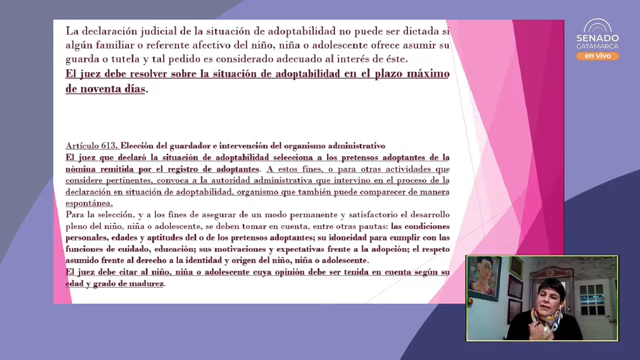 La declaración judicial de la situación de adoptabilidad no puede ser dictada si
algún familiar o referente afectivo del niño, niña o adolescente ofrece asumir su
guarda o tutela y tal pedido es considerado adecuado al interés de éste.
El juez debe resolver sobre la situación de adoptabilidad en el plazo máximo
de noventa días.
Artículo 613. Elección del guardador e intervención del organismo administrativo
El juez que declaró la situación de adoptabilidad selecciona a los pretensos adoptantes de la
nómina remitida por el registro de adoptantes. A estos fines, o para otras actividades que
considere pertinentes, convoca a la autoridad administrativa que intervino en el proceso de la
declaración en situación de adoptabilidad, organismo que también puede comparecer de manera
espontánea.
Para la selección, y a los fines de asegurar de un modo permanente y satisfactorio el desarrollo
pleno del niño, niña o adolescente, se deben tomar en cuenta, entre otras pautas: las condiciones
personales, edades y aptitudes del o de los pretensos adoptantes; su idoneidad para cumplir con las
funciones de cuidado, educación; sus motivaciones y expectativas frente a la adopción; el respeto
asumido frente al derecho a la identidad y origen del niño, niña o adolescente.
El juez debe citar al niño, niña o adolescente cuya opinión debe ser tenida en cuenta según su
edad y grado de madurez.
SENADO
CATAMARCA
en vivo